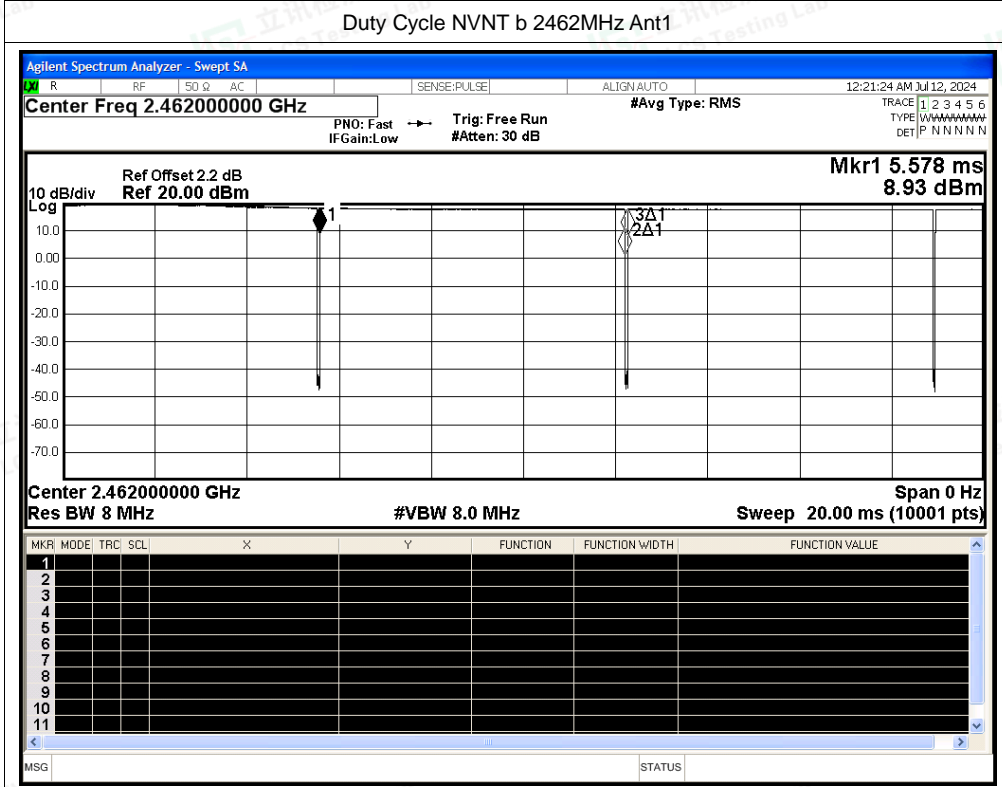 Duty Cycle NVNT b 2462MHz Ant1
Agilent Spectrum Analyzer - Swept SA
LXI R RF 50 Ω AC SENSE:PULSE ALIGN AUTO 12:21:24 AM Jul 12, 2024
Center Freq 2.462000000 GHz #Avg Type: RMS TRACE 1 2 3 4 5 6
PNO: Fast Trig: Free Run TYPE W
IFGain:Low #Atten: 30 dB DET P N N N N N
Mkr1 5.578 ms
Ref Offset 2.2 dB
10 dB/div Ref 20.00 dBm 8.93 dBm
Log
1 3Δ1
10.0 2Δ1
0.00
-10.0
-20.0
-30.0
-40.0
-50.0
-60.0
-70.0
Center 2.462000000 GHz Span 0 Hz
Res BW 8 MHz #VBW 8.0 MHz Sweep 20.00 ms (10001 pts)
MKR MODE TRC SCL X Y FUNCTION FUNCTION WIDTH FUNCTION VALUE
1
2
3
4
5
6
7
8
9
10
11
MSG STATUS